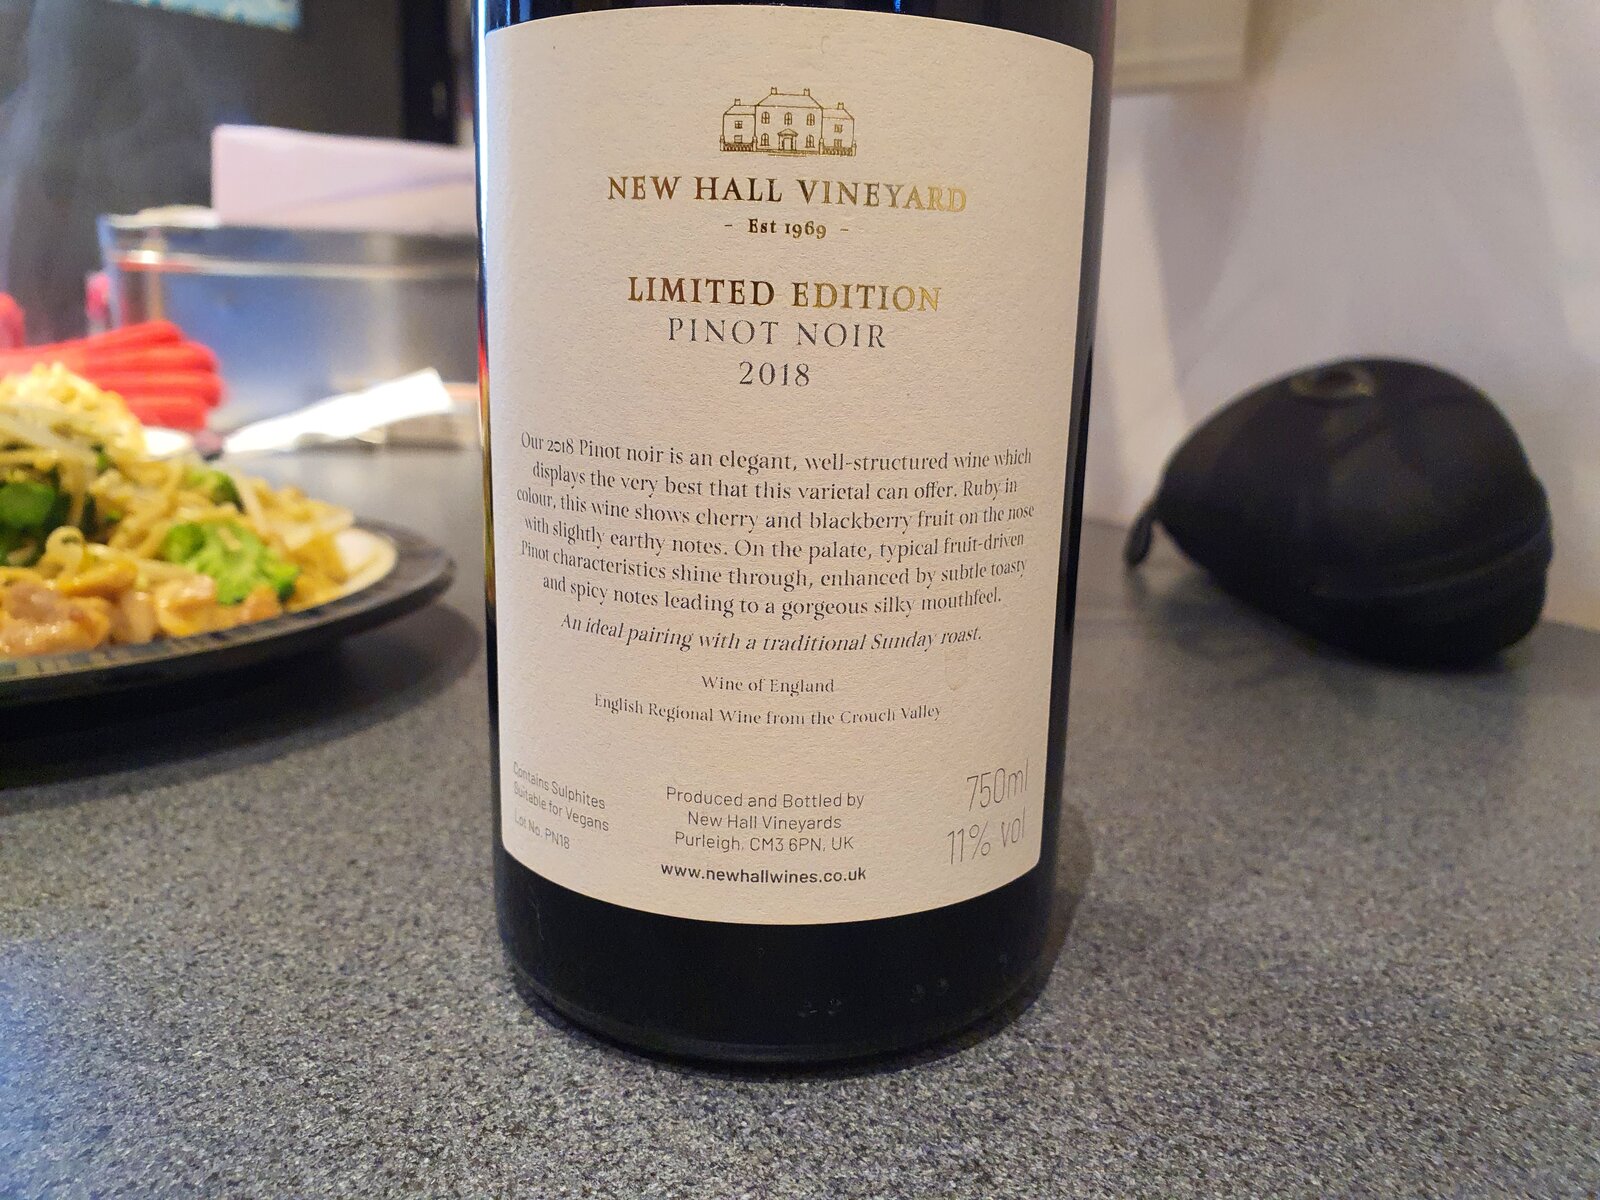 NEW HALL VINEYARD
- Est 1969 -
LIMITED EDITION
PINOT NOIR
2018
Our 2018 Pinot noir is an elegant, well-structured wine which
displays the very best that this varietal can offer. Ruby in
colour, this wine shows cherry and blackberry fruit on the nose
with slightly earthy notes. On the palate, typical fruit-driven
Pinot characteristics shine through, enhanced by subtle toasty
and spicy notes leading to a gorgeous silky mouthfeel.
An ideal pairing with a traditional Sunday roast.
Wine of England
English Regional Wine from the Crouch Valley
Contains Sulphites
Suitable for Vegans
Lot No. PN18
Produced and Bottled by
New Hall Vineyards
Purleigh, CM3 6PN, UK
www.newhallwines.co.uk
750ml
11% vol